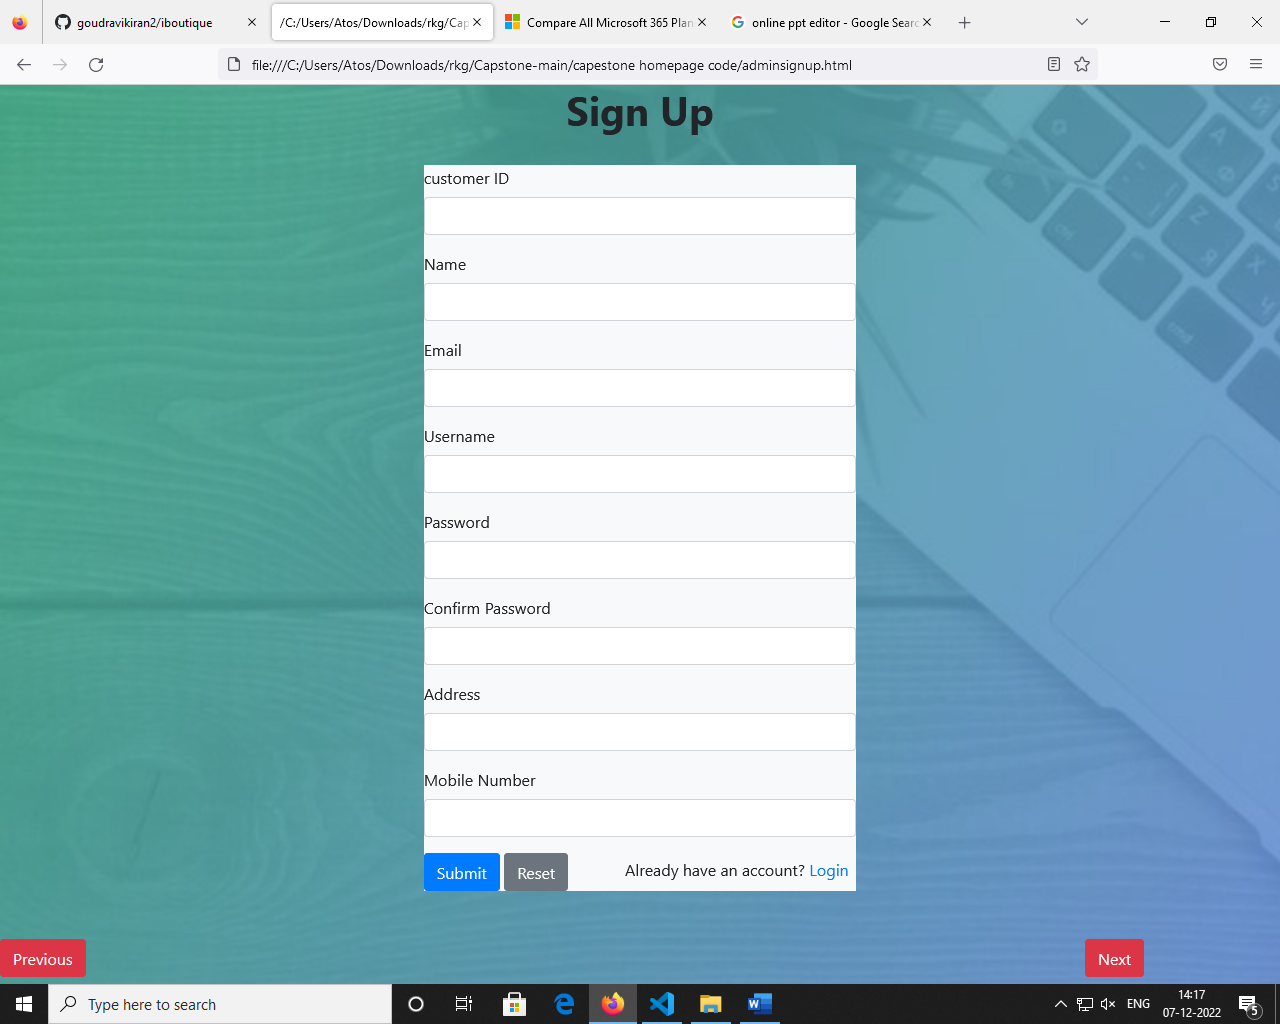 goudravikiran2/iboutique
/C:/Users/Atos/Downloads/rkg/Cap
Compare All Microsoft 365 Plan
online ppt editor - Google Searc
file:///C:/Users/Atos/Downloads/rkg/Capstone-main/capestone homepage code/adminsignup.html
Sign Up
customer ID
Name
Email
Username
Password
Confirm Password
Address
Mobile Number
Submit Reset Already have an account? Login
Previous Next
Type here to search
ENG
14:17
07-12-2022
5